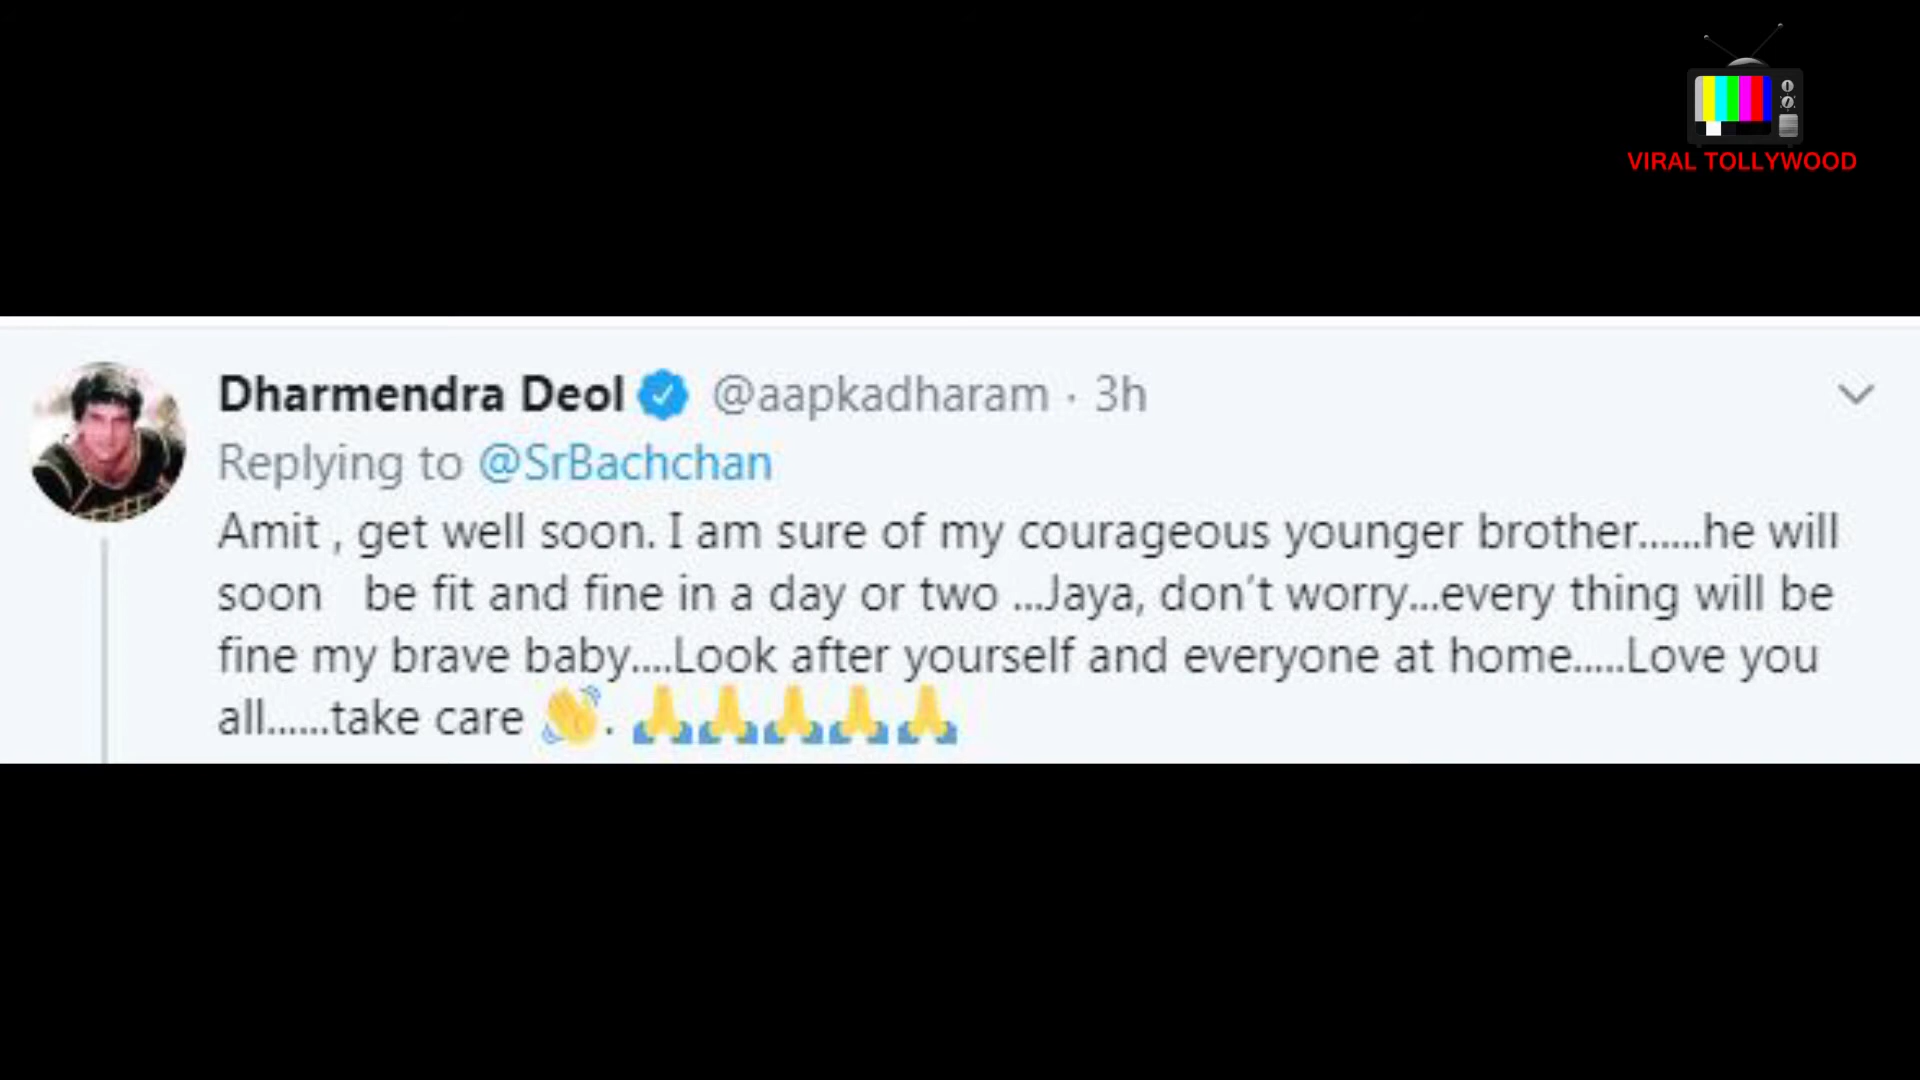 VIRAL TOLLYWOOD
Dharmendra Deol @aapkadharam · 3h
Replying to @SrBachchan
Amit , get well soon. I am sure of my courageous younger brother......he will
soon be fit and fine in a day or two ...Jaya, don't worry...every thing will be
fine my brave baby....Look after yourself and everyone at home.....Love you
all......take care 👋. 🙏🙏🙏🙏🙏